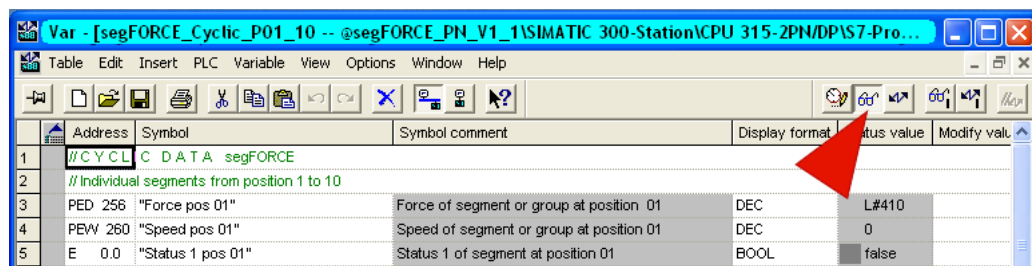 Var - [segFORCE_Cyclic_P01_10 -- @segFORCE_PN_V1_1\SIMATIC 300-Station\CPU 315-2PN/DP\S7-Pro...
Table Edit Insert PLC Variable View Options Window Help
Address Symbol Symbol comment Display format tus value Modify valu
1 //C Y C L I C D A T A segFORCE
2 // Individual segments from position 1 to 10
3 PED 256 "Force pos 01" Force of segment or group at position 01 DEC L#410
4 PEW 260 "Speed pos 01" Speed of segment or group at position 01 DEC 0
5 E 0.0 "Status 1 pos 01" Status 1 of segment at position 01 BOOL false